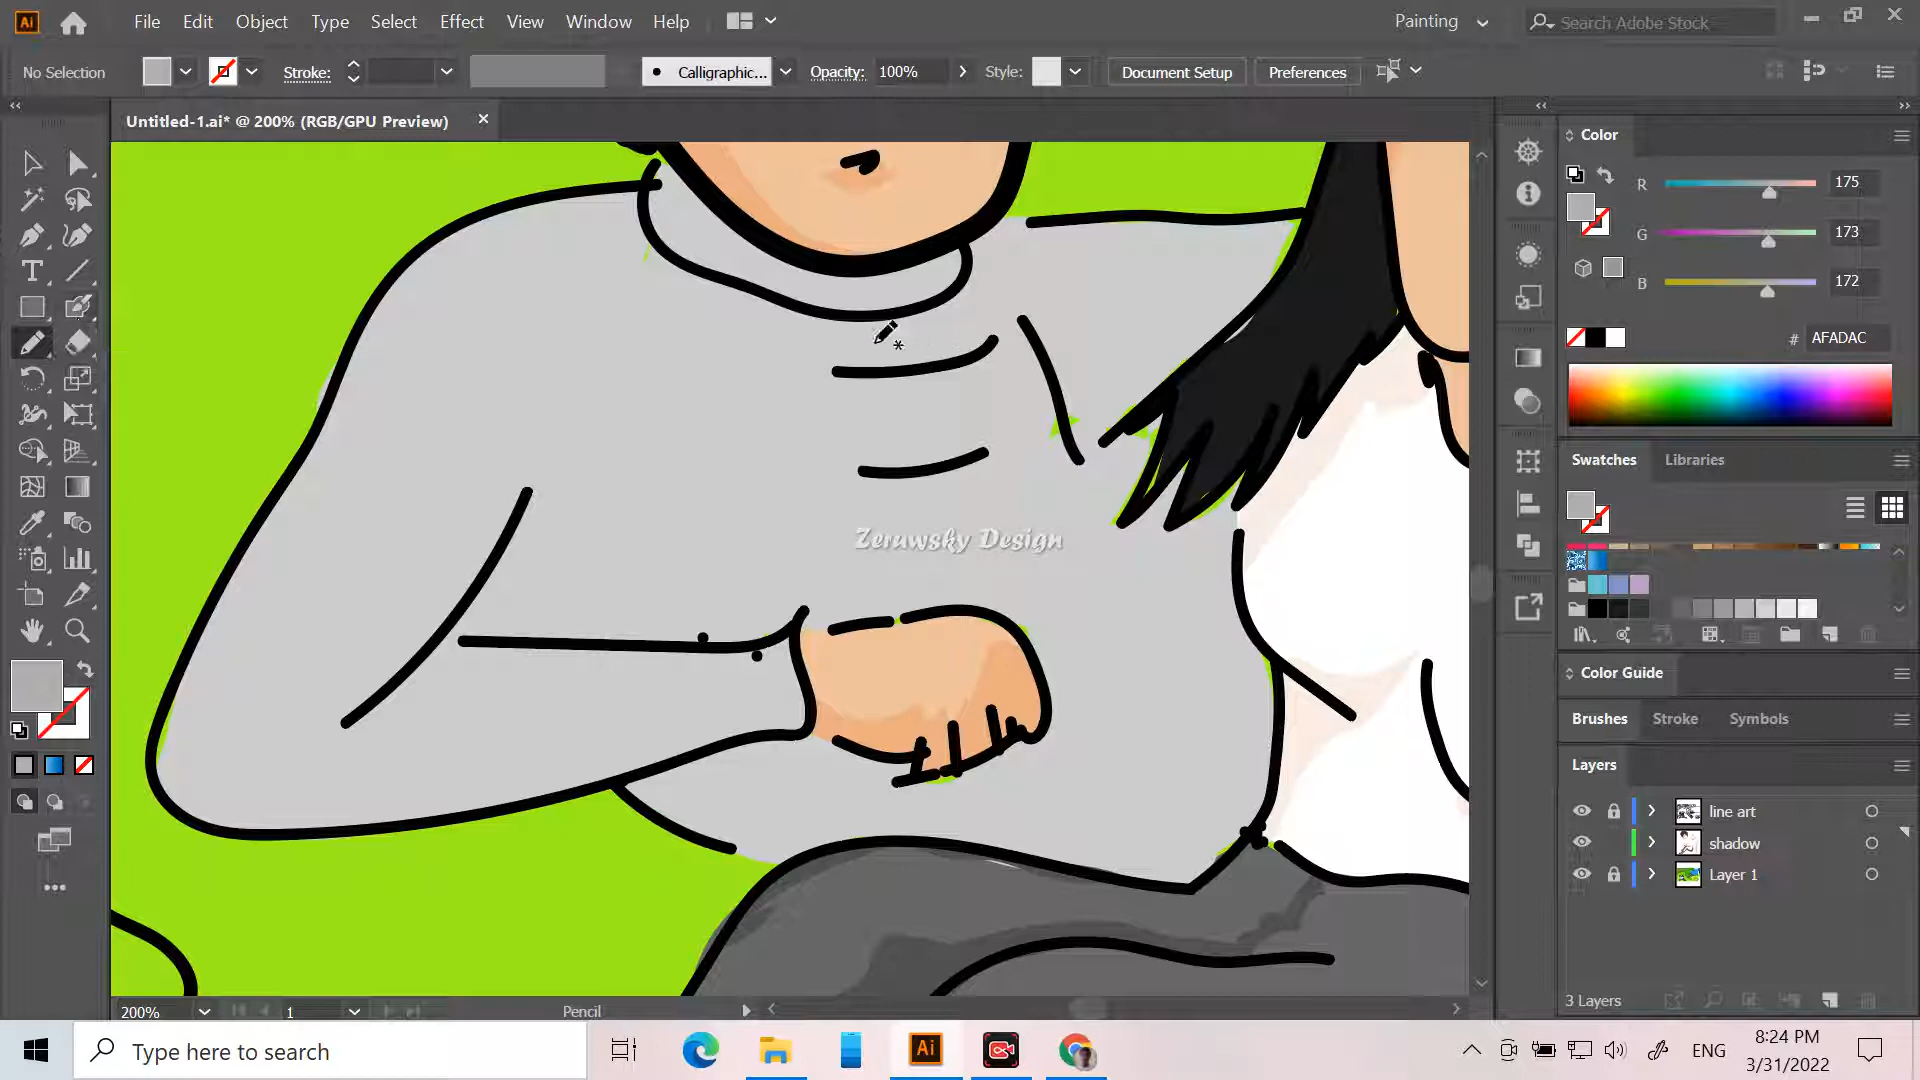 Ai File Edit Object Type Select Effect View Window Help Painting Search Adobe Stock
No Selection Stroke: Calligraphic... Opacity: 100% Style: Document Setup Preferences
Untitled-1.ai* @ 200% (RGB/GPU Preview)
Color
R 175
G 173
B 172
# AFADAC
Swatches Libraries
Zerawsky Design
Color Guide
Brushes Stroke Symbols
Layers
line art
shadow
Layer 1
3 Layers
200% 1 Pencil
Type here to search
Ai
ENG
8:24 PM
3/31/2022